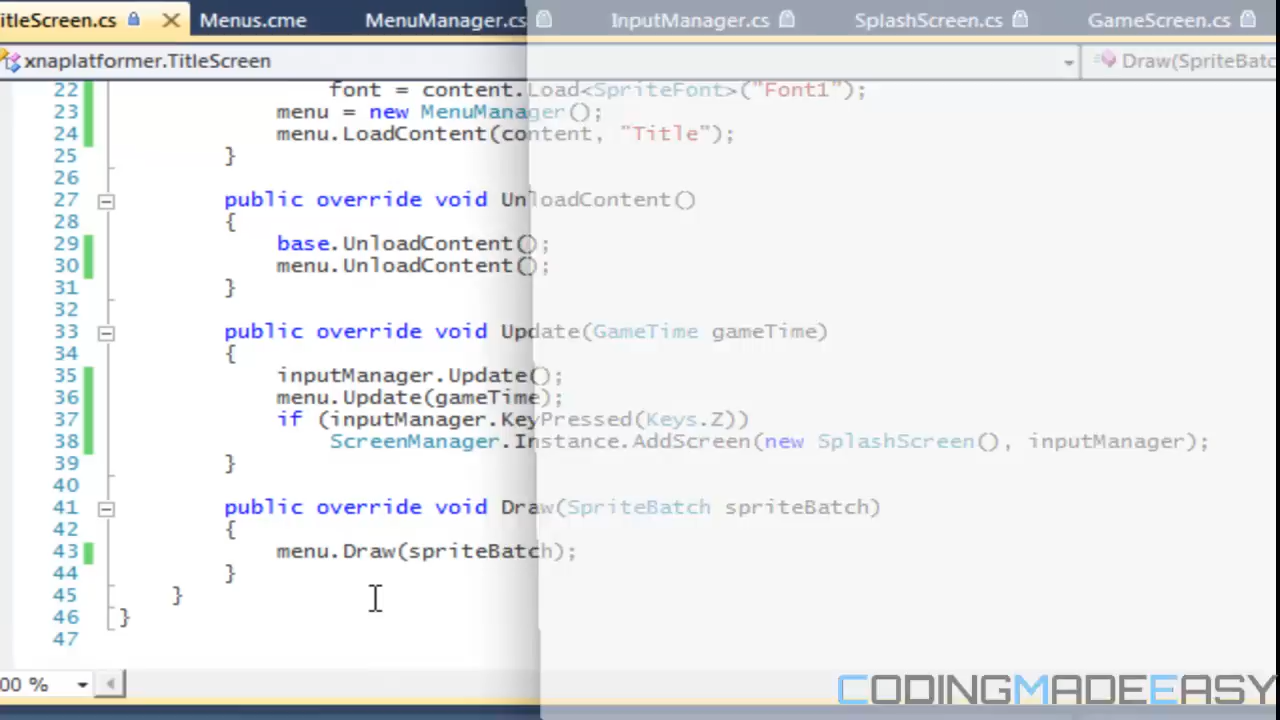 itleScreen.cs Menus.cme MenuManager.cs InputManager.cs SplashScreen.cs GameScreen.cs
xnaplatformer.TitleScreen Draw(SpriteBatc
22 font = content.Load<SpriteFont>("Font1");
23 menu = new MenuManager();
24 menu.LoadContent(content, "Title");
25 }
26
27 public override void UnloadContent()
28 {
29 base.UnloadContent();
30 menu.UnloadContent();
31 }
32
33 public override void Update(GameTime gameTime)
34 {
35 inputManager.Update();
36 menu.Update(gameTime);
37 if (inputManager.KeyPressed(Keys.Z))
38 ScreenManager.Instance.AddScreen(new SplashScreen(), inputManager);
39 }
40
41 public override void Draw(SpriteBatch spriteBatch)
42 {
43 menu.Draw(spriteBatch);
44 }
45 }
46 }
47
00 %
CODINGMADEEASY